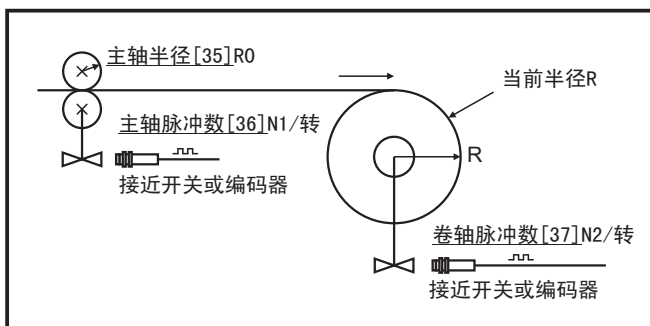 主轴半径[35]R0
当前半径R
主轴脉冲数[36]N1/转
接近开关或编码器
R
卷轴脉冲数[37]N2/转
接近开关或编码器